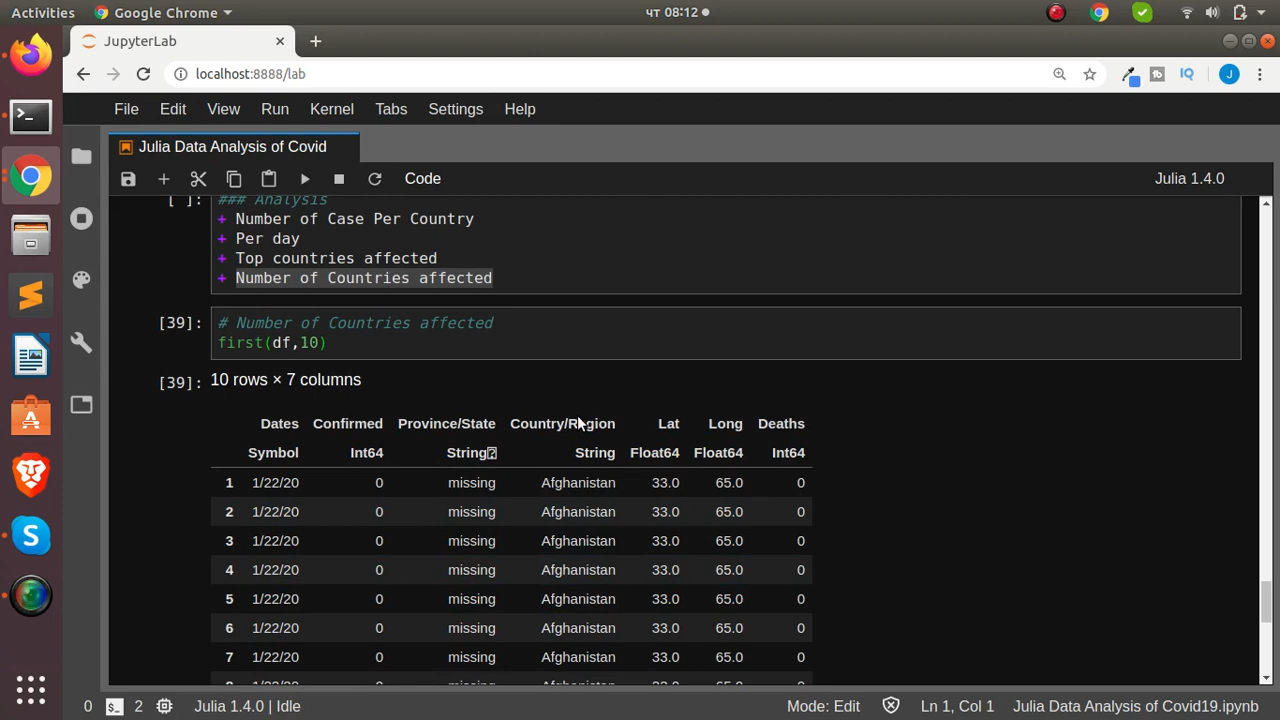 Activities Google Chrome чт 08:12
JupyterLab
localhost:8888/lab
File Edit View Run Kernel Tabs Settings Help
Julia Data Analysis of Covid
Code Julia 1.4.0
[ ]: ### Analysis
+ Number of Case Per Country
+ Per day
+ Top countries affected
+ Number of Countries affected
[39]: # Number of Countries affected
first(df,10)
[39]: 10 rows × 7 columns
Dates Confirmed Province/State Country/Region Lat Long Deaths
Symbol Int64 String String Float64 Float64 Int64
1 1/22/20 0 missing Afghanistan 33.0 65.0 0
2 1/22/20 0 missing Afghanistan 33.0 65.0 0
3 1/22/20 0 missing Afghanistan 33.0 65.0 0
4 1/22/20 0 missing Afghanistan 33.0 65.0 0
5 1/22/20 0 missing Afghanistan 33.0 65.0 0
6 1/22/20 0 missing Afghanistan 33.0 65.0 0
7 1/22/20 0 missing Afghanistan 33.0 65.0 0
0 2 Julia 1.4.0 | Idle Mode: Edit Ln 1, Col 1 Julia Data Analysis of Covid19.ipynb